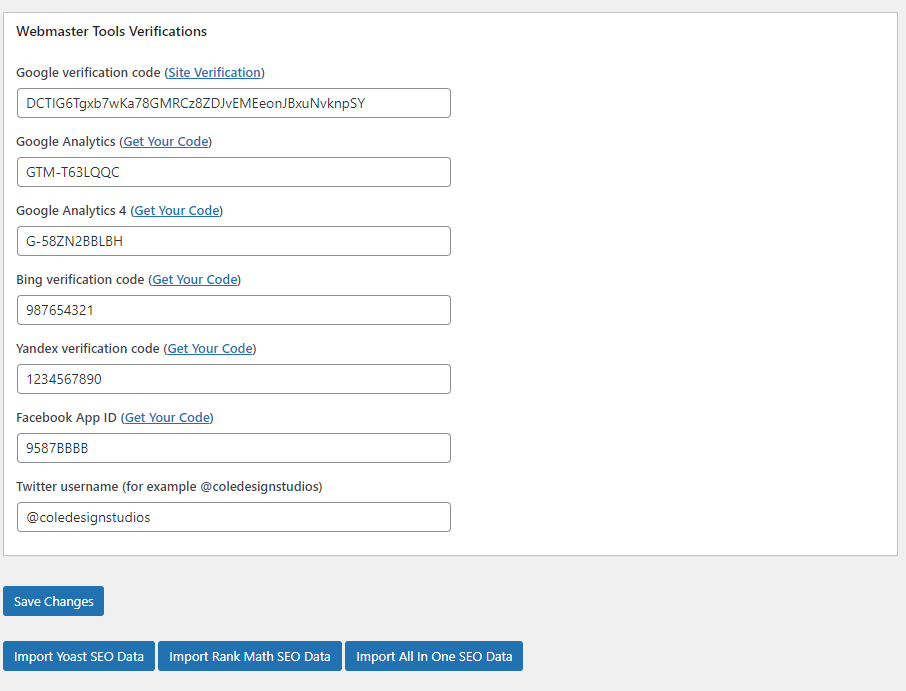 Webmaster Tools Verifications
Google verification code (Site Verification)
DCTIG6Tgxb7wKa78GMRCz8ZDJvEMEeonJBxuNvknpSY
Google Analytics (Get Your Code)
GTM-T63LQQC
Google Analytics 4 (Get Your Code)
G-58ZN2BBLBH
Bing verification code (Get Your Code)
987654321
Yandex verification code (Get Your Code)
1234567890
Facebook App ID (Get Your Code)
9587BBBB
Twitter username (for example @coledesignstudios)
@coledesignstudios
Save Changes
Import Yoast SEO Data Import Rank Math SEO Data Import All In One SEO Data